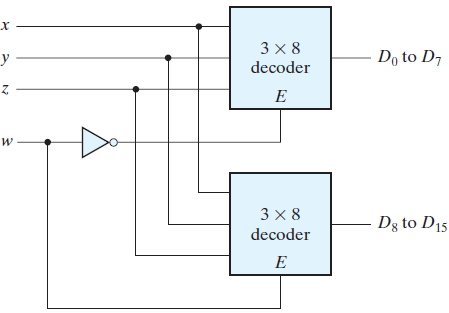 x
y
z
w
3 × 8
decoder
E
D₀ to D₇
3 × 8
decoder
E
D₈ to D₁₅